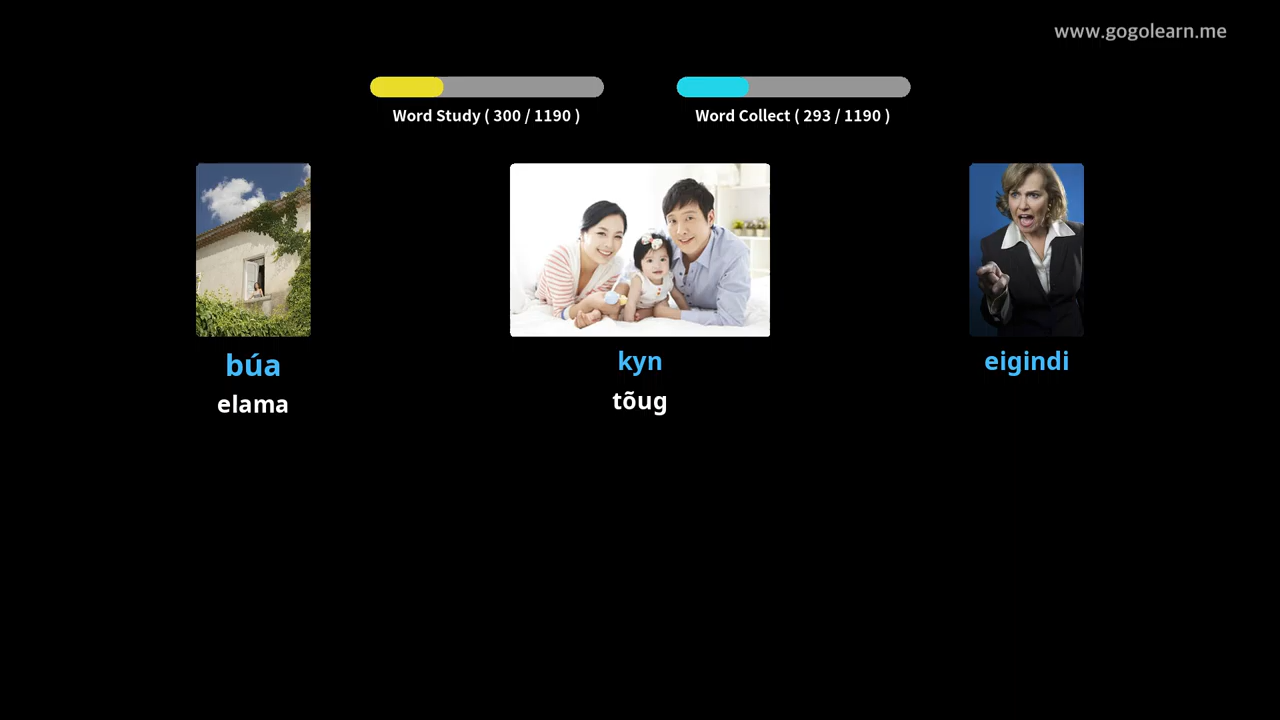 www.gogolearn.me
Word Study ( 300 / 1190 )
Word Collect ( 293 / 1190 )
búa
kyn
eigindi
elama
tõug